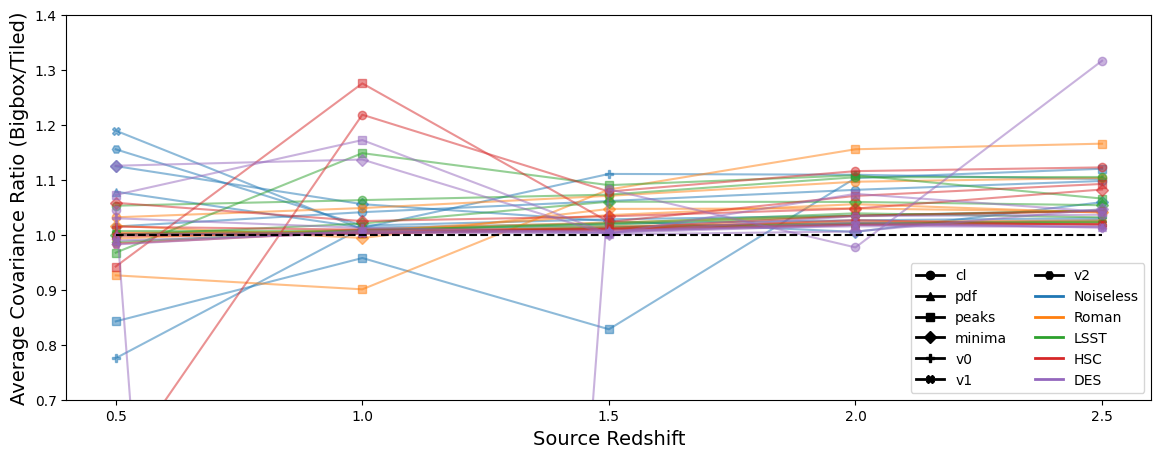 Average Covariance Ratio (Bigbox/Tiled)
1.4
1.3
1.2
1.1
1.0
0.9
0.8
0.7
0.5
1.0
1.5
2.0
2.5
Source Redshift
cl
pdf
peaks
minima
v0
v1
v2
Noiseless
Roman
LSST
HSC
DES